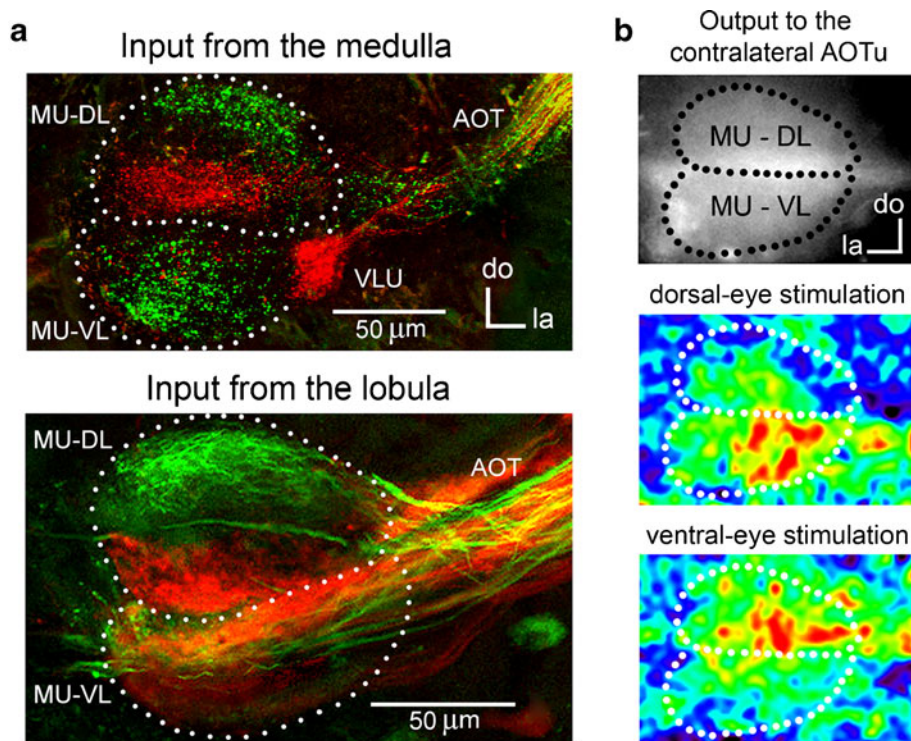 a
Input from the medulla
MU-DL
AOT
VLU
MU-VL
50 µm
do
la
Input from the lobula
MU-DL
AOT
MU-VL
50 µm
b
Output to the
contralateral AOTu
MU - DL
MU - VL
do
la
dorsal-eye stimulation
ventral-eye stimulation